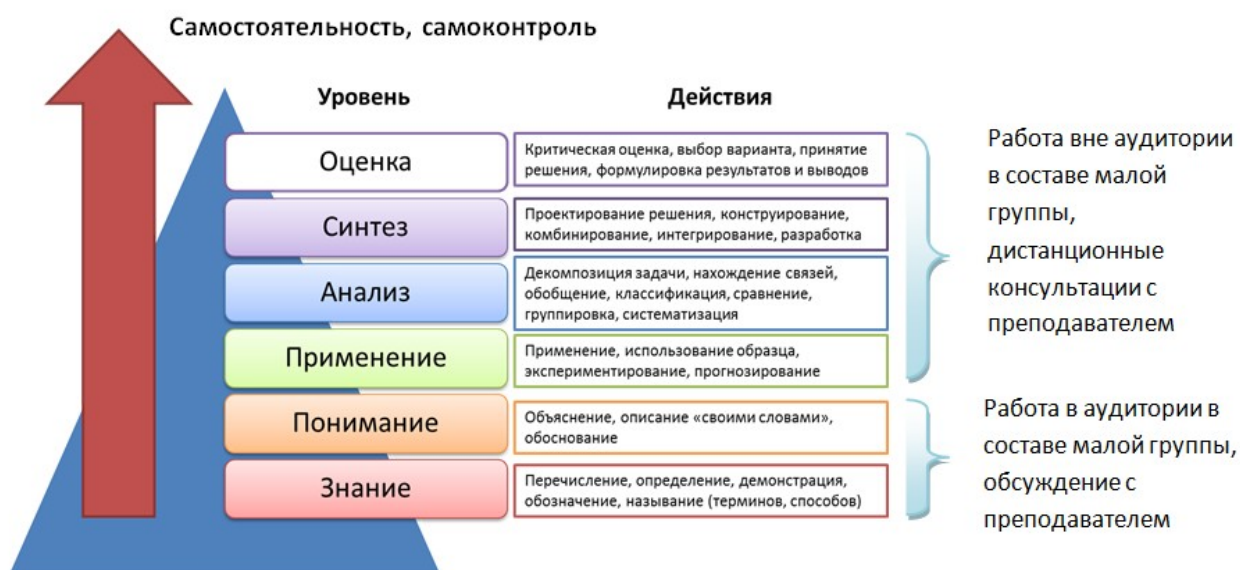 Самостоятельность, самоконтроль
Уровень
Действия
Оценка
Критическая оценка, выбор варианта, принятие
решения, формулировка результатов и выводов
Синтез
Проектирование решения, конструирование,
комбинирование, интегрирование, разработка
Анализ
Декомпозиция задачи, нахождение связей,
обобщение, классификация, сравнение,
группировка, систематизация
Применение
Применение, использование образца,
экспериментирование, прогнозирование
Понимание
Объяснение, описание «своими словами»,
обоснование
Знание
Перечисление, определение, демонстрация,
обозначение, называние (терминов, способов)
Работа вне аудитории
в составе малой
группы,
дистанционные
консультации с
преподавателем
Работа в аудитории в
составе малой группы,
обсуждение с
преподавателем